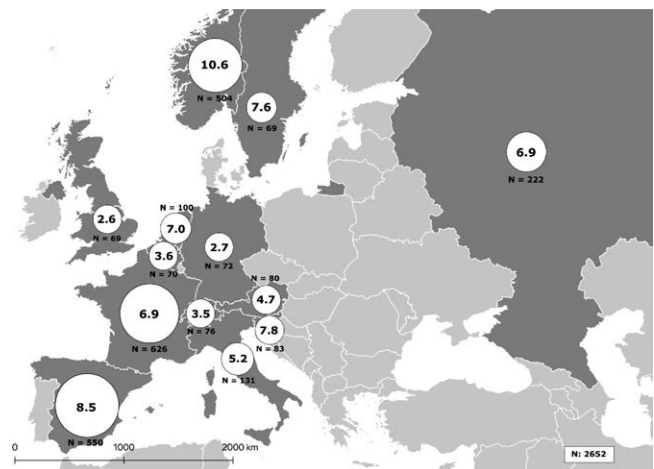 10.6
N = 504
7.6
N = 69
6.9
N = 222
2.6
N = 69
N = 100
7.0
3.6
N = 70
2.7
N = 72
N = 80
4.7
6.9
N = 626
3.5
N = 76
7.8
N = 83
5.2
N = 131
8.5
N = 550
0 1000 2000 km
N: 2652